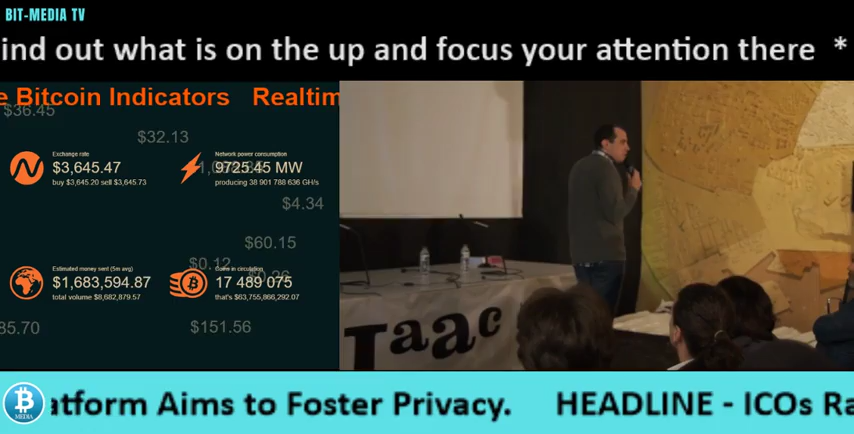 BIT-MEDIA TV
ind out what is on the up and focus your attention there *
e Bitcoin Indicators Realtim
$36.45
$32.13
Exchange rate
$3,645.47
buy $3,645.20 sell $3,645.73
Network power consumption
9725.45 MW
producing 38 901 788 636 GH/s
$4.34
$60.15
$0.12
Estimated money sent (5m avg)
$1,683,594.87
total volume $8,682,879.57
Coins in circulation
17 489 075
that's $63,755,866,292.07
85.70
$151.56
Taac
B
MEDIA
atform Aims to Foster Privacy. HEADLINE - ICOs Ra